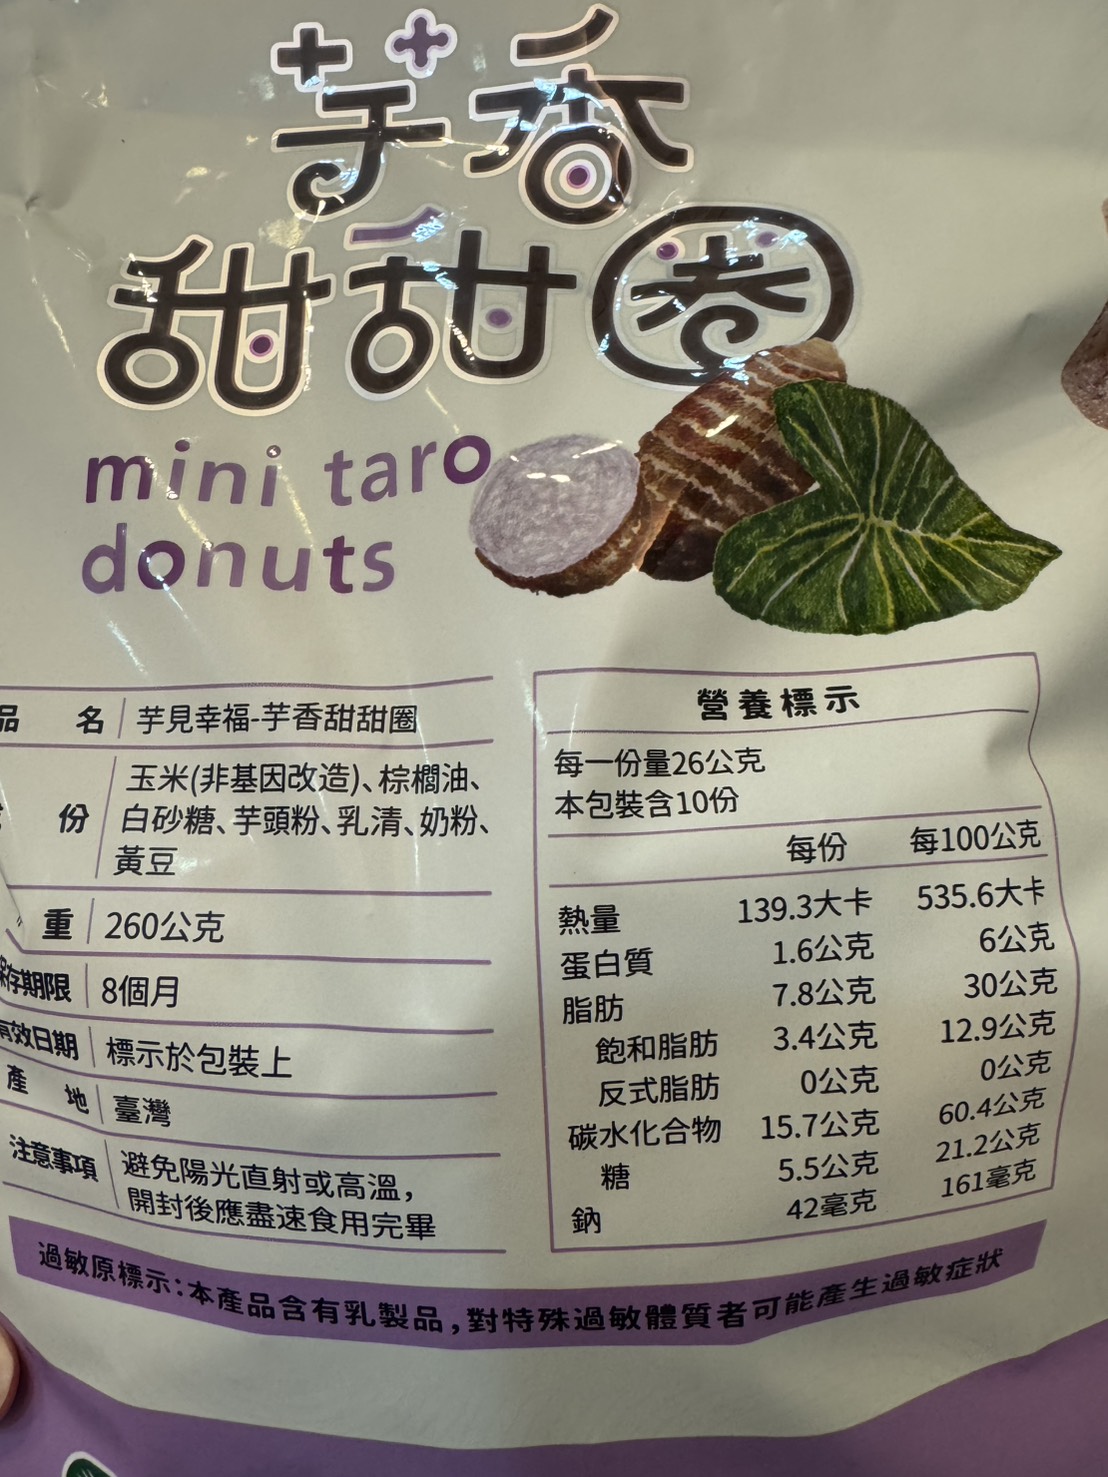 芋香
甜甜圈
mini taro
donuts
品 名 芋見幸福-芋香甜甜圈
份 玉米(非基因改造)、棕櫚油、
白砂糖、芋頭粉、乳清、奶粉、
黃豆
重 260公克
保存期限 8個月
有效日期 標示於包裝上
產 地 臺灣
注意事項 避免陽光直射或高溫,
開封後應盡速食用完畢
營養標示
每一份量26公克
本包裝含10份
每份 每100公克
熱量 139.3大卡 535.6大卡
蛋白質 1.6公克 6公克
脂肪 7.8公克 30公克
飽和脂肪 3.4公克 12.9公克
反式脂肪 0公克 0公克
碳水化合物 15.7公克 60.4公克
糖 5.5公克 21.2公克
鈉 42毫克 161毫克
過敏原標示:本產品含有乳製品,對特殊過敏體質者可能產生過敏症狀